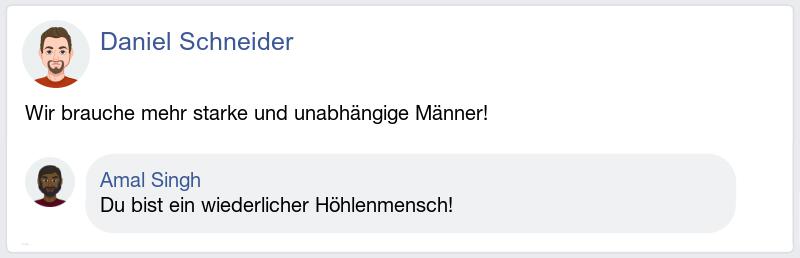 Daniel Schneider
Wir brauche mehr starke und unabhängige Männer!
Amal Singh
Du bist ein wiederlicher Höhlenmensch!